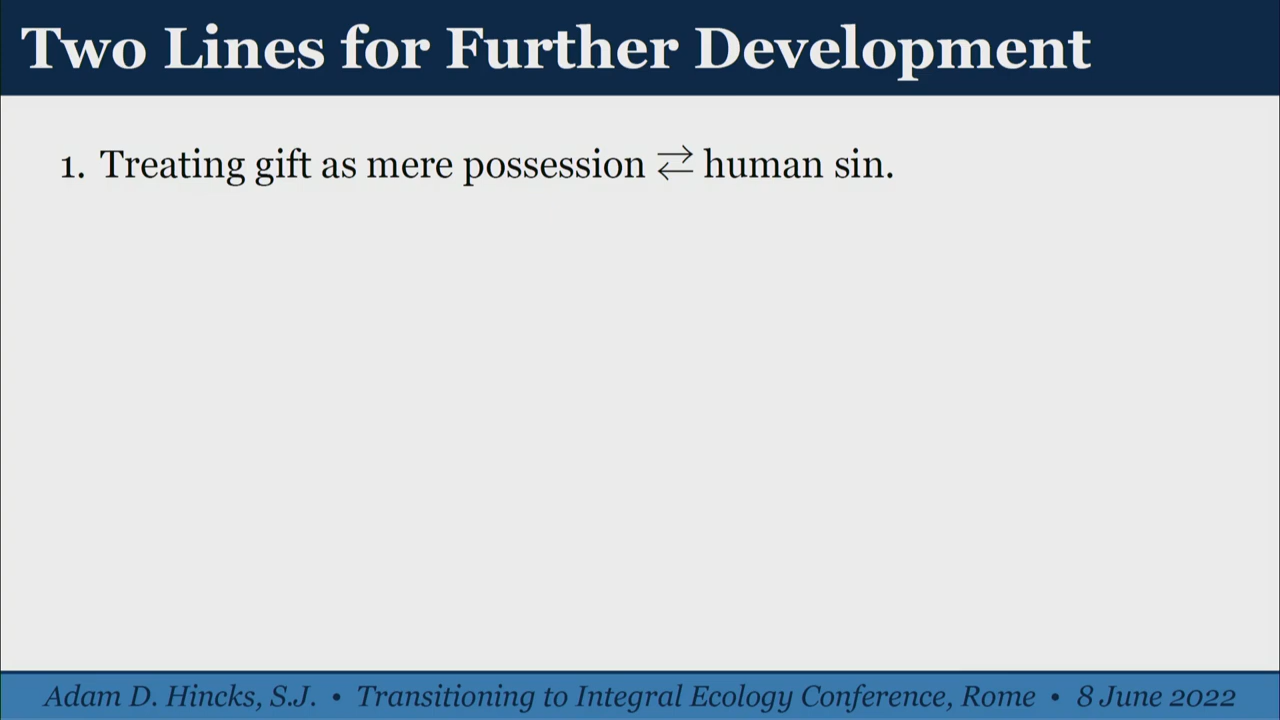 Two Lines for Further Development
1. Treating gift as mere possession ⇄ human sin.
Adam D. Hincks, S.J. • Transitioning to Integral Ecology Conference, Rome • 8 June 2022